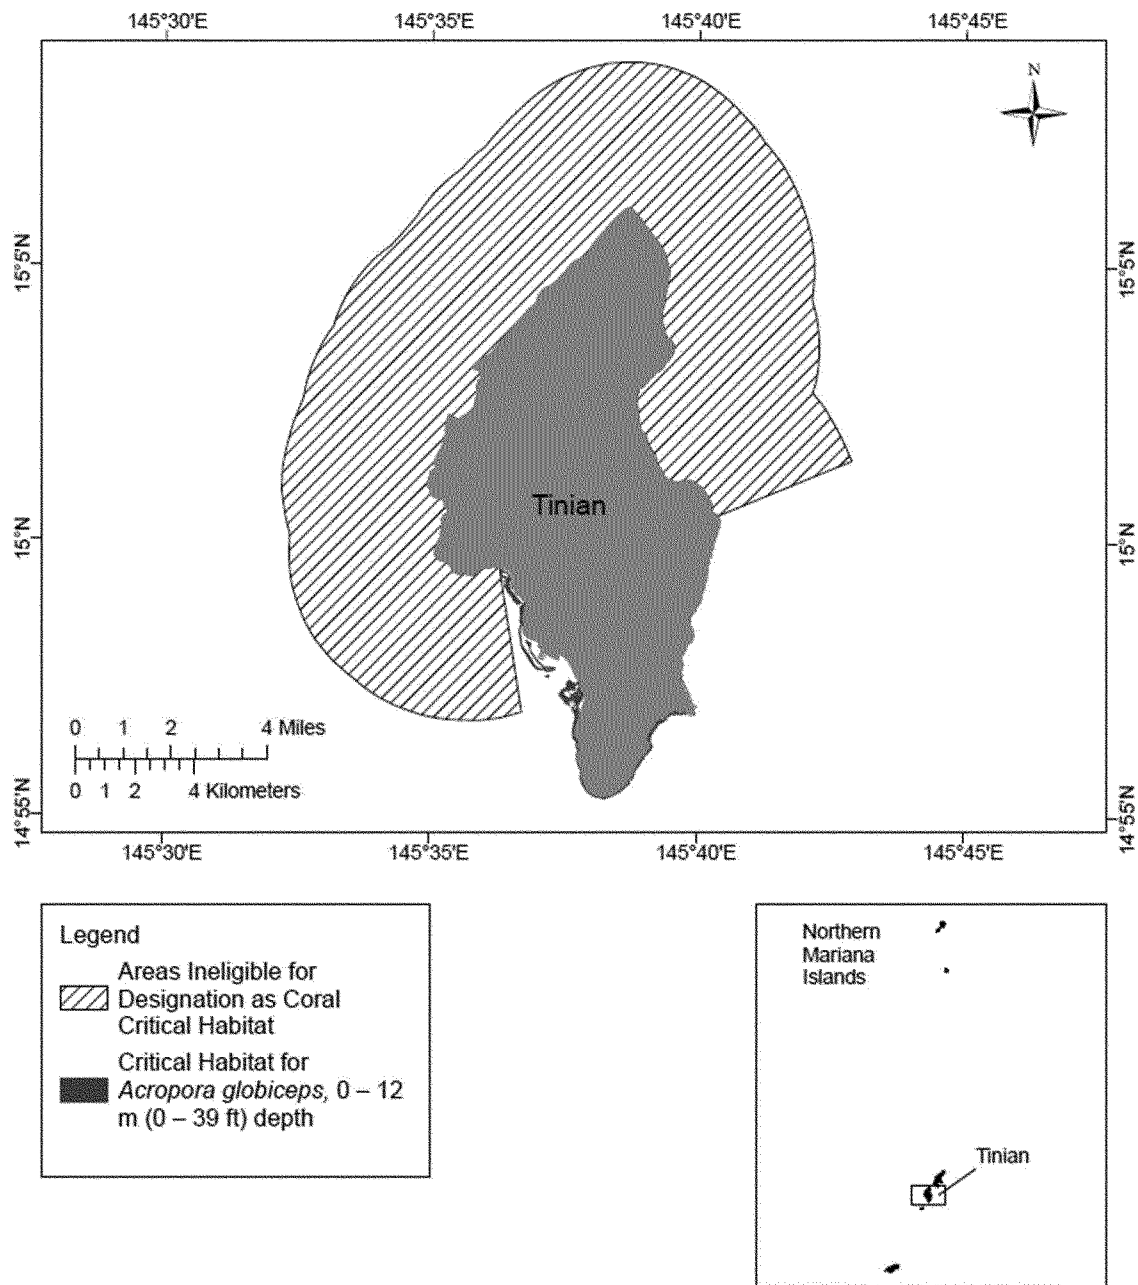 145°30'E 145°35'E 145°40'E 145°45'E
N
15°5'N 15°5'N
Tinian
15°N 15°N
0 1 2 4 Miles
0 1 2 4 Kilometers
14°55'N 14°55'N
145°30'E 145°35'E 145°40'E 145°45'E
Legend
Areas Ineligible for
Designation as Coral
Critical Habitat
Critical Habitat for
Acropora globiceps, 0 – 12
m (0 – 39 ft) depth
Northern
Mariana
Islands
Tinian